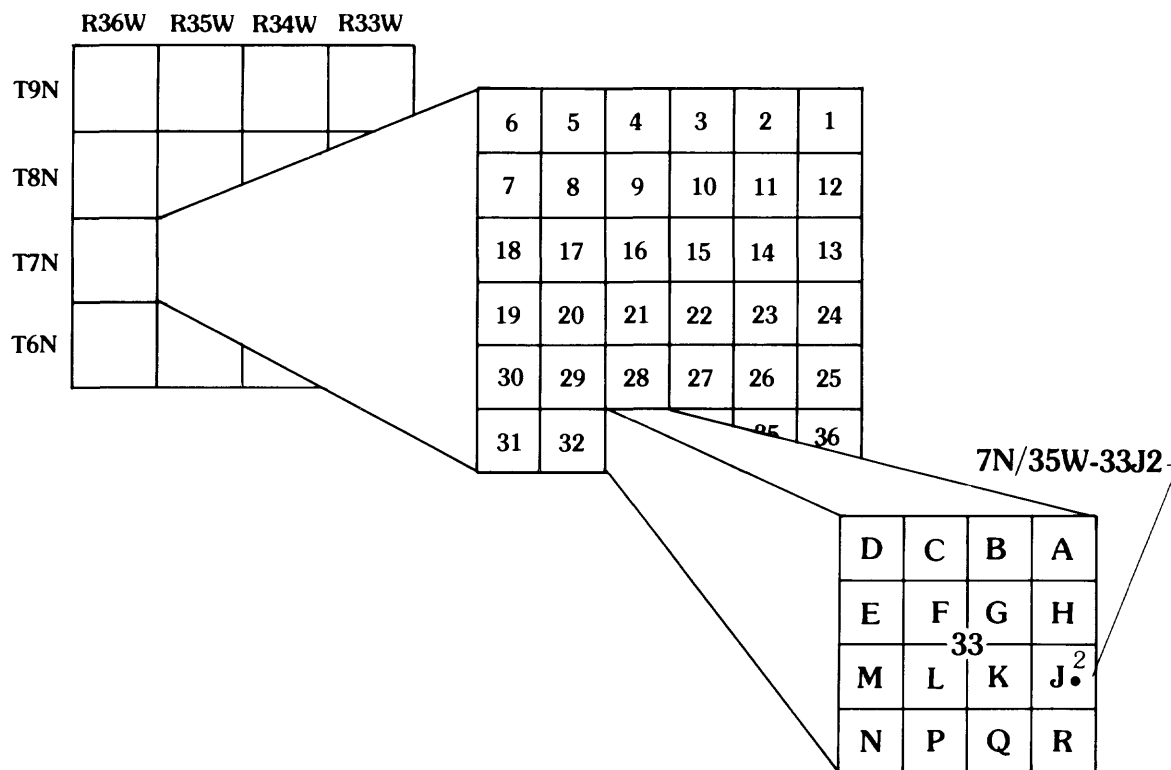 R36W R35W R34W R33W
T9N
T8N
T7N
T6N
6 5 4 3 2 1
7 8 9 10 11 12
18 17 16 15 14 13
19 20 21 22 23 24
30 29 28 27 26 25
31 32 35 36
7N/35W-33J2
D C B A
E F G H
33
M L K J 2
N P Q R